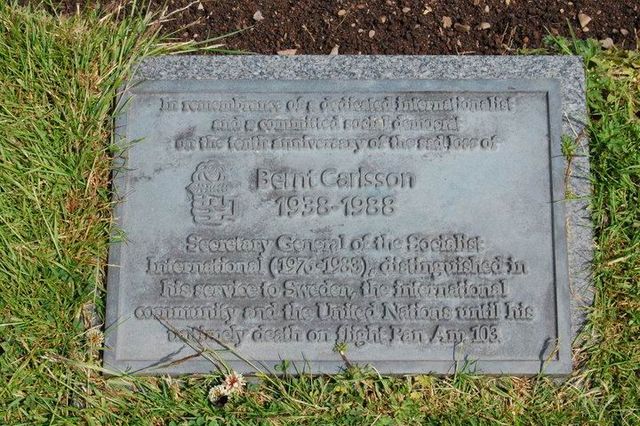 In remembrance of a dedicated internationalist
and a committed social democrat
on the tenth anniversary of the sad loss of
Bernt Carlsson
1938-1988
Secretary General of the Socialist
International (1976-1983), distinguished in
his service to Sweden, the international
community and the United Nations until his
untimely death on flight Pan Am 103